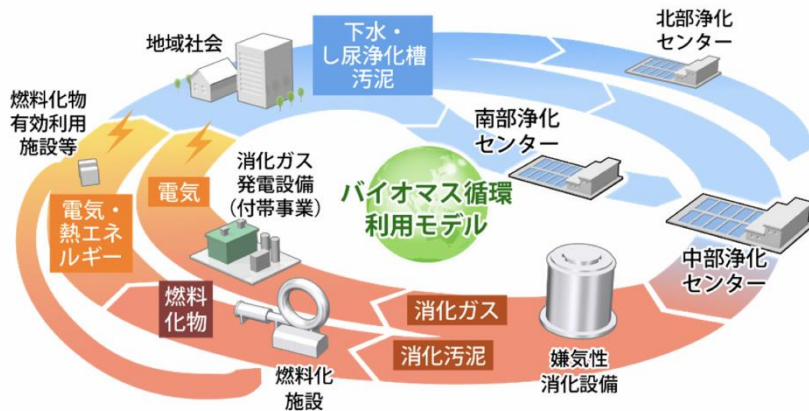 地域社会
下水・
し尿浄化槽
汚泥
北部浄化
センター
燃料化物
有効利用
施設等
南部浄化
センター
消化ガス
発電設備
（付帯事業）
電気
バイオマス循環
利用モデル
電気・
熱エネ
ルギー
中部浄化
センター
燃料
化物
消化ガス
消化汚泥
嫌気性
消化設備
燃料化
施設